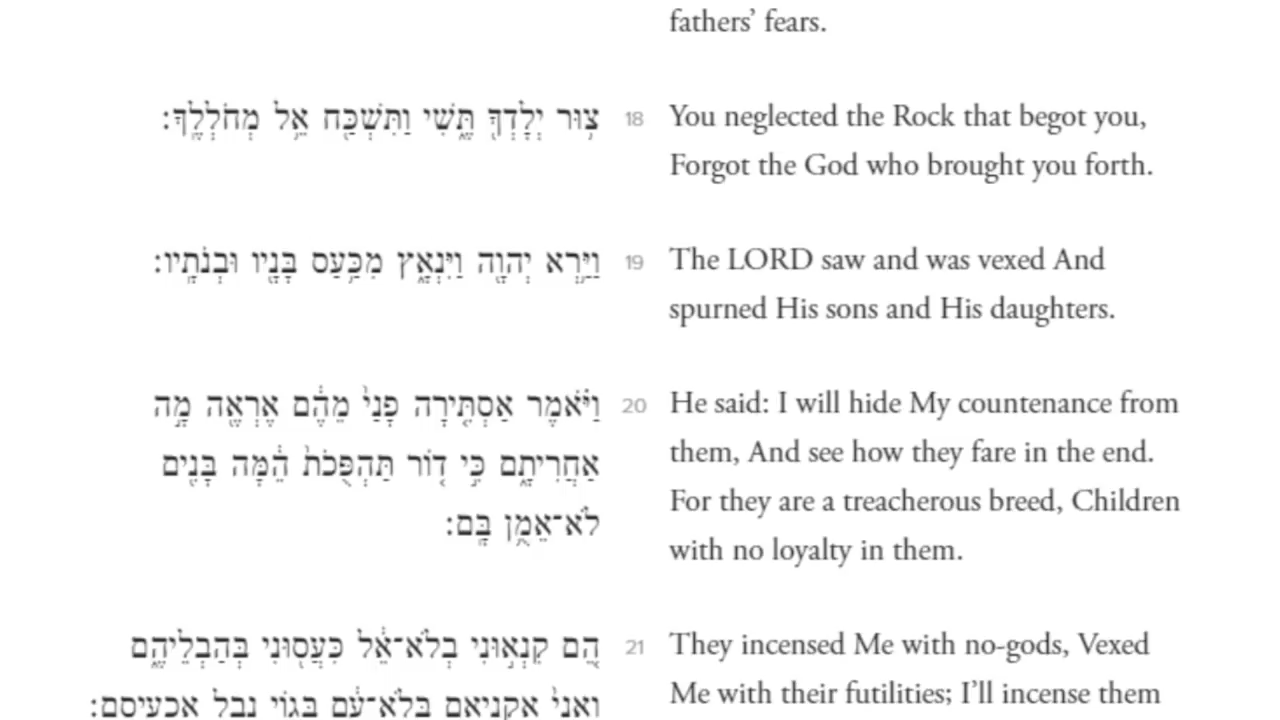 fathers’ fears.
צ֥וּר יְלָדְךָ֖ תֶּ֑שִׁי וַתִּשְׁכַּ֖ח אֵ֥ל מְחֹלְלֶֽךָ׃
18
You neglected the Rock that begot you,
Forgot the God who brought you forth.
וַיַּ֥רְא יְהוָ֖ה וַיִּנְאָ֑ץ מִכַּ֥עַס בָּנָ֖יו וּבְנֹתָֽיו׃
19
The LORD saw and was vexed And
spurned His sons and His daughters.
וַיֹּ֗אמֶר אַסְתִּ֤ירָה פָנַי֙ מֵהֶ֔ם אֶרְאֶ֖ה מָ֣ה
אַחֲרִיתָ֑ם כִּ֣י ד֤וֹר תַּהְפֻּכֹת֙ הֵ֔מָּה בָּנִ֖ים
לֹא־אֵמֻ֥ן בָּֽם׃
20
He said: I will hide My countenance from
them, And see how they fare in the end.
For they are a treacherous breed, Children
with no loyalty in them.
הֵ֚ם קִנְא֣וּנִי בְלֹא־אֵ֔ל כִּעֲס֖וּנִי בְּהַבְלֵיהֶ֑ם
וַאֲנִי֙ אַקְנִיאֵ֣ם בְּלֹא־עָ֔ם בְּג֥וֹי נָבָ֖ל אַכְעִיסֵֽם׃
21
They incensed Me with no-gods, Vexed
Me with their futilities; I’ll incense them